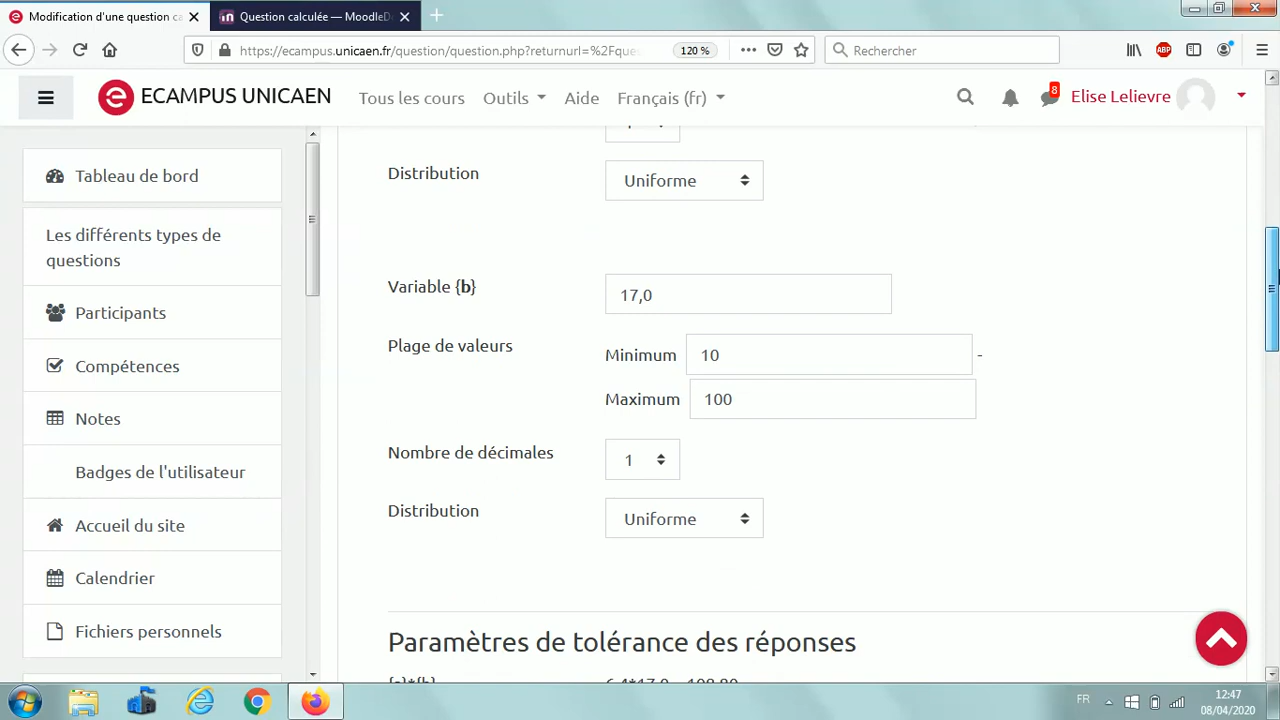 Modification d'une question ca
Question calculée — MoodleD
https://ecampus.unicaen.fr/question/question.php?returnurl=%2Fques
120 %
Rechercher
ABP
ECAMPUS UNICAEN
Tous les cours
Outils
Aide
Français (fr)
8
Elise Lelievre
Tableau de bord
Les différents types de
questions
Participants
Compétences
Notes
Badges de l'utilisateur
Accueil du site
Calendrier
Fichiers personnels
Distribution
Uniforme
Variable {b}
17,0
Plage de valeurs
Minimum 10 -
Maximum 100
Nombre de décimales
1
Distribution
Uniforme
Paramètres de tolérance des réponses
FR
12:47
08/04/2020